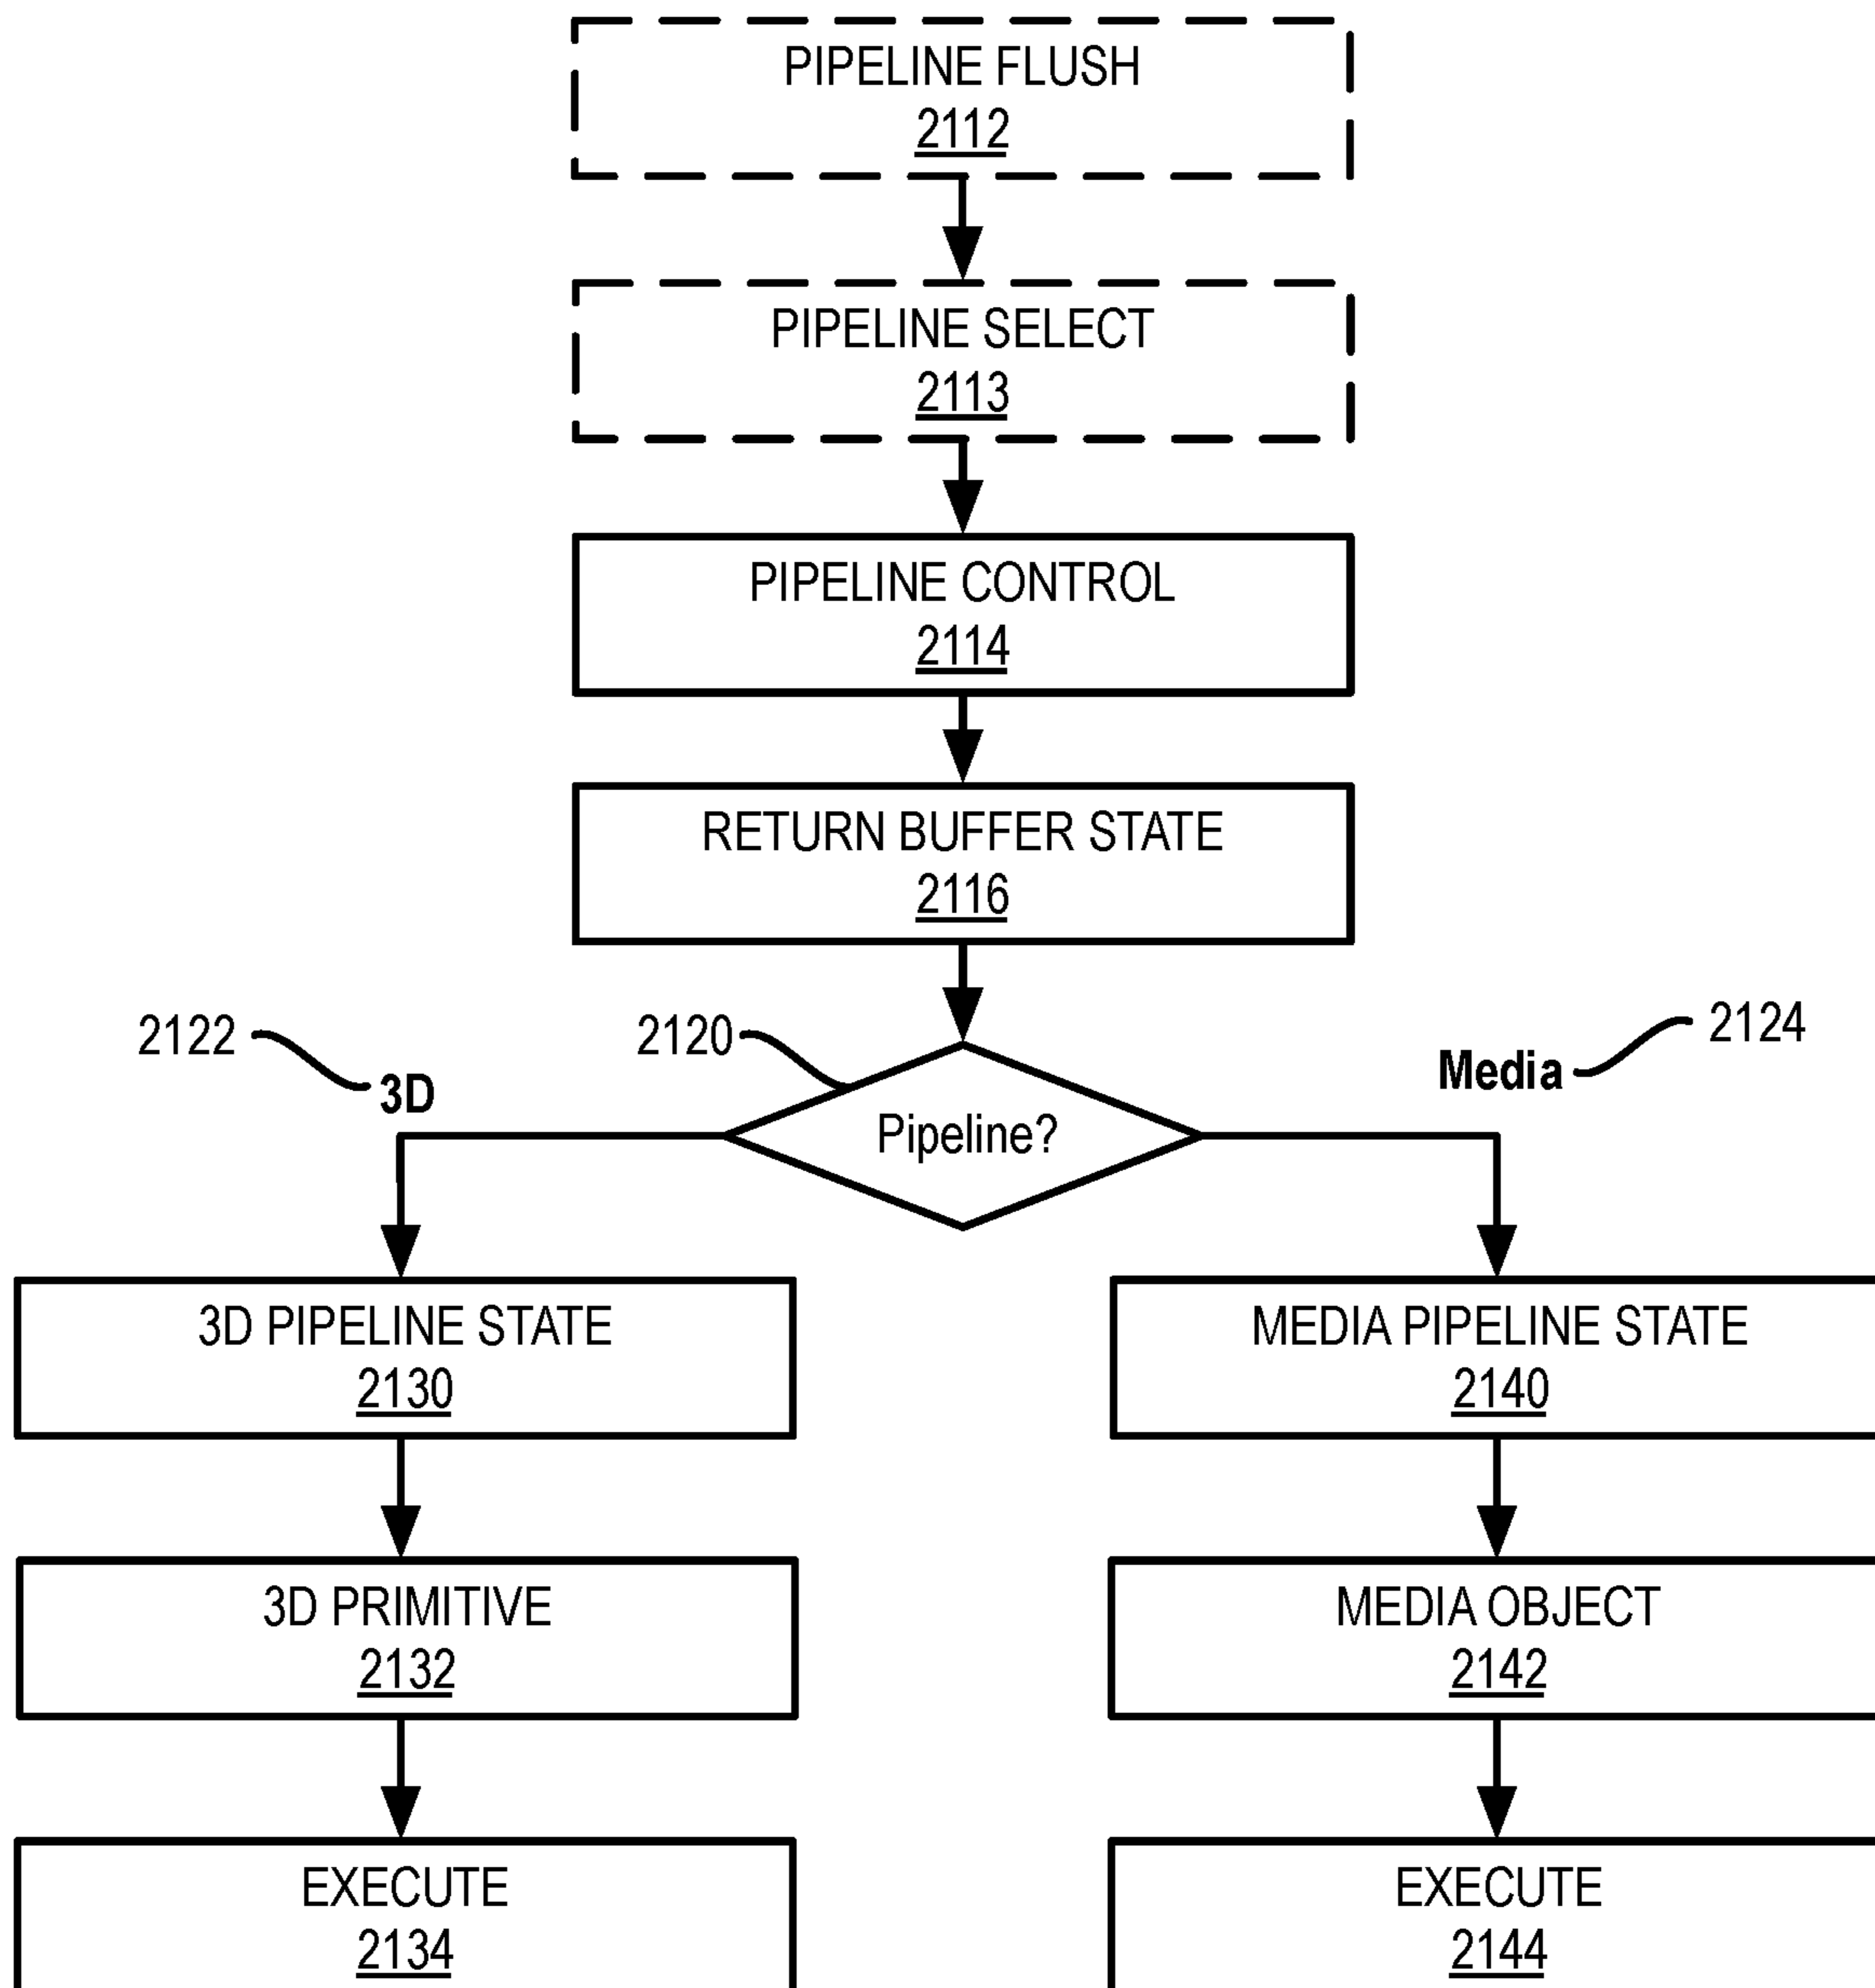 PIPELINE FLUSH
2112
PIPELINE SELECT
2113
PIPELINE CONTROL
2114
RETURN BUFFER STATE
2116
2122
2120
2124
3D
Media
Pipeline?
3D PIPELINE STATE
2130
MEDIA PIPELINE STATE
2140
3D PRIMITIVE
2132
MEDIA OBJECT
2142
EXECUTE
2134
EXECUTE
2144